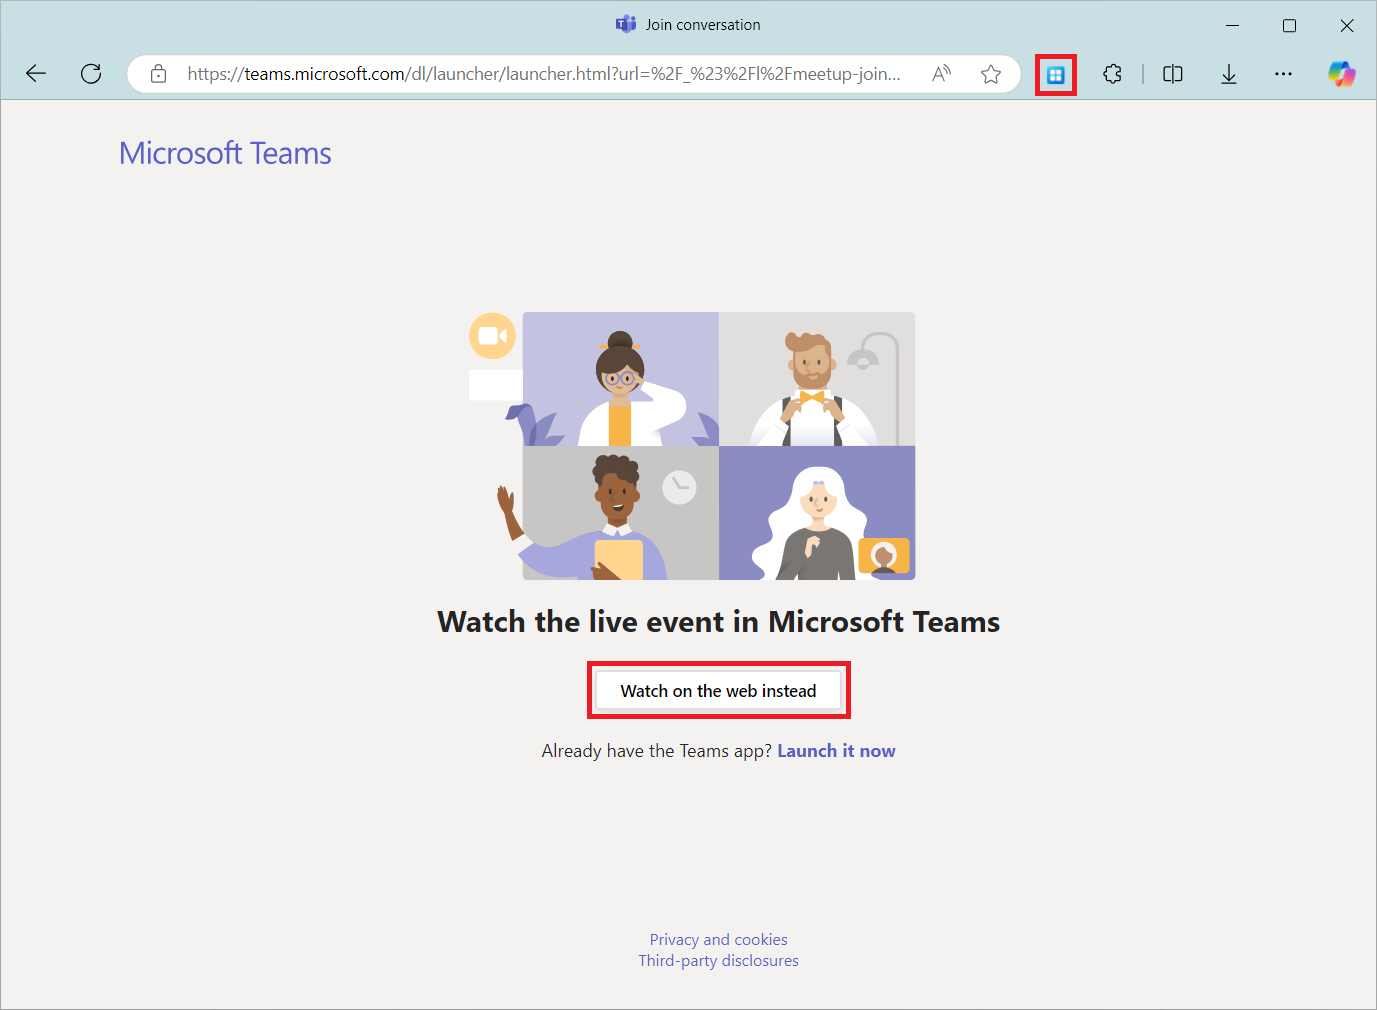 Join conversation
https://teams.microsoft.com/dl/launcher/launcher.html?url=%2F_%23%2Fl%2Fmeetup-join...
Microsoft Teams
Watch the live event in Microsoft Teams
Watch on the web instead
Already have the Teams app? Launch it now
Privacy and cookies
Third-party disclosures